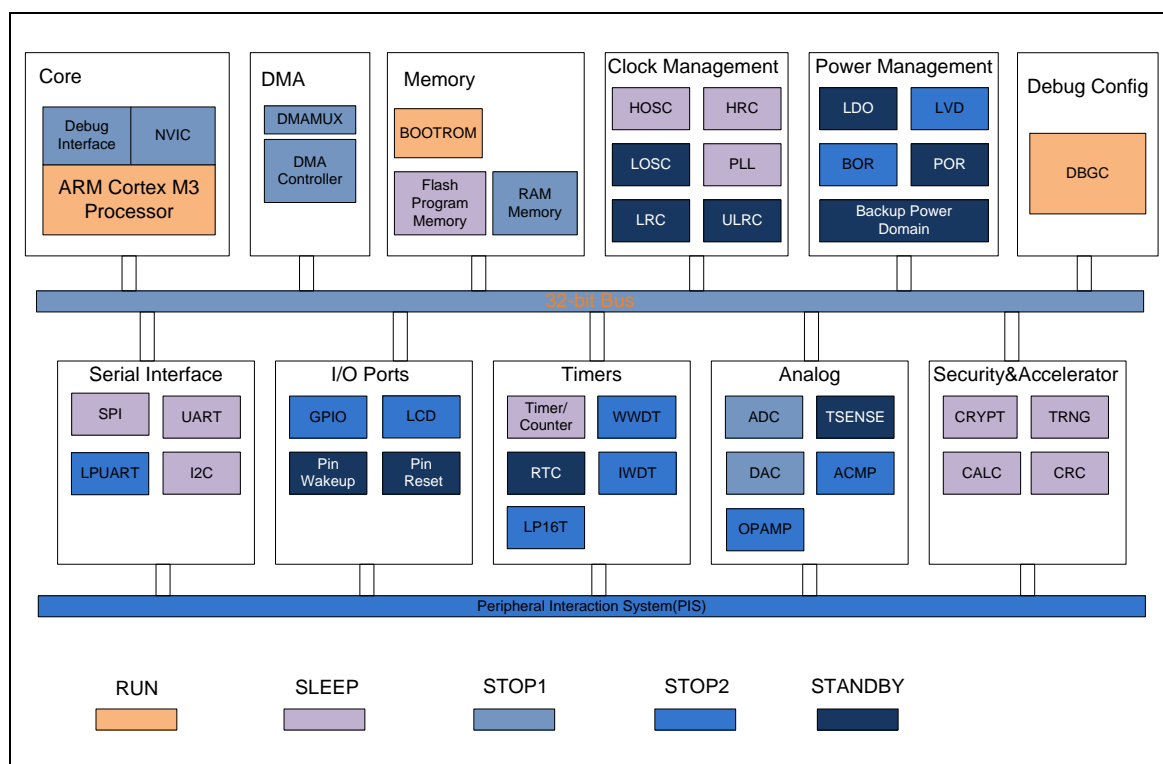 Core
Debug
Interface
NVIC
ARM Cortex M3
Processor
DMA
DMAMUX
DMA
Controller
Memory
BOOTROM
Flash
Program
Memory
RAM
Memory
Clock Management
HOSC
HRC
LOSC
PLL
LRC
ULRC
Power Management
LDO
LVD
BOR
POR
Backup Power
Domain
Debug Config
DBGC
32-bit Bus
Serial Interface
SPI
UART
LPUART
I2C
I/O Ports
GPIO
LCD
Pin
Wakeup
Pin
Reset
Timers
Timer/
Counter
WWDT
RTC
IWDT
LP16T
Analog
ADC
TSENSE
DAC
ACMP
OPAMP
Security&Accelerator
CRYPT
TRNG
CALC
CRC
Peripheral Interaction System(PIS)
RUN
SLEEP
STOP1
STOP2
STANDBY